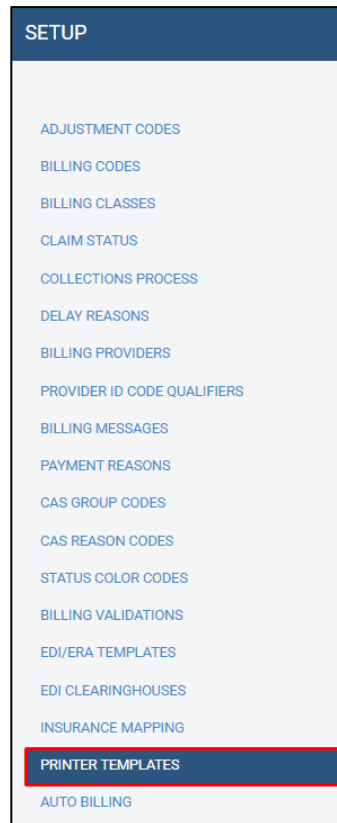 SETUP
ADJUSTMENT CODES
BILLING CODES
BILLING CLASSES
CLAIM STATUS
COLLECTIONS PROCESS
DELAY REASONS
BILLING PROVIDERS
PROVIDER ID CODE QUALIFIERS
BILLING MESSAGES
PAYMENT REASONS
CAS GROUP CODES
CAS REASON CODES
STATUS COLOR CODES
BILLING VALIDATIONS
EDI/ERA TEMPLATES
EDI CLEARINGHOUSES
INSURANCE MAPPING
PRINTER TEMPLATES
AUTO BILLING